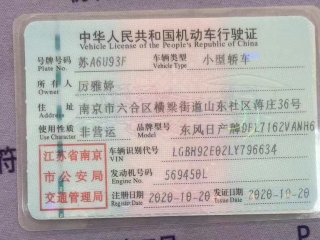 中华人民共和国机动车行驶证
Vehicle License of the People's Republic of China
号牌号码 苏A6U93F 车辆类型 小型轿车
Plate No. Vehicle Type
所有人 厉雅婷
Owner
住址 南京市六合区横梁街道山东社区蒋庄36号
Address
使用性质 非营运 品牌型号 东风日产牌DFL7162VANH6
Use Character Model
江苏省南京市公安局交通管理局
车辆识别代号 LGBH92E02LY796634
VIN
发动机号码 569450L
Engine No.
注册日期 2020-10-20 发证日期 2020-10-20
Register Date Issue Date
符